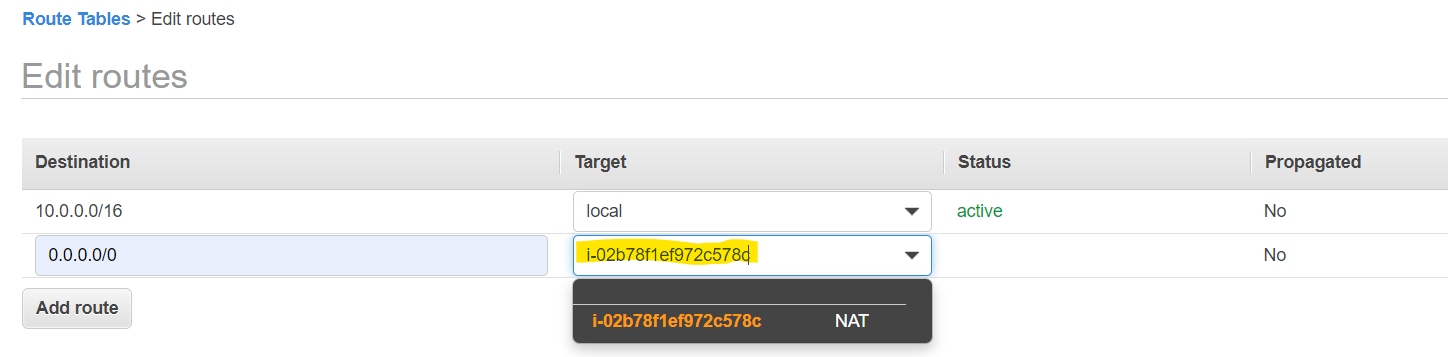 Route Tables > Edit routes
Edit routes
Destination Target Status Propagated
10.0.0.0/16 local active No
0.0.0.0/0 i-02b78f1ef972c578c No
Add route
i-02b78f1ef972c578c NAT